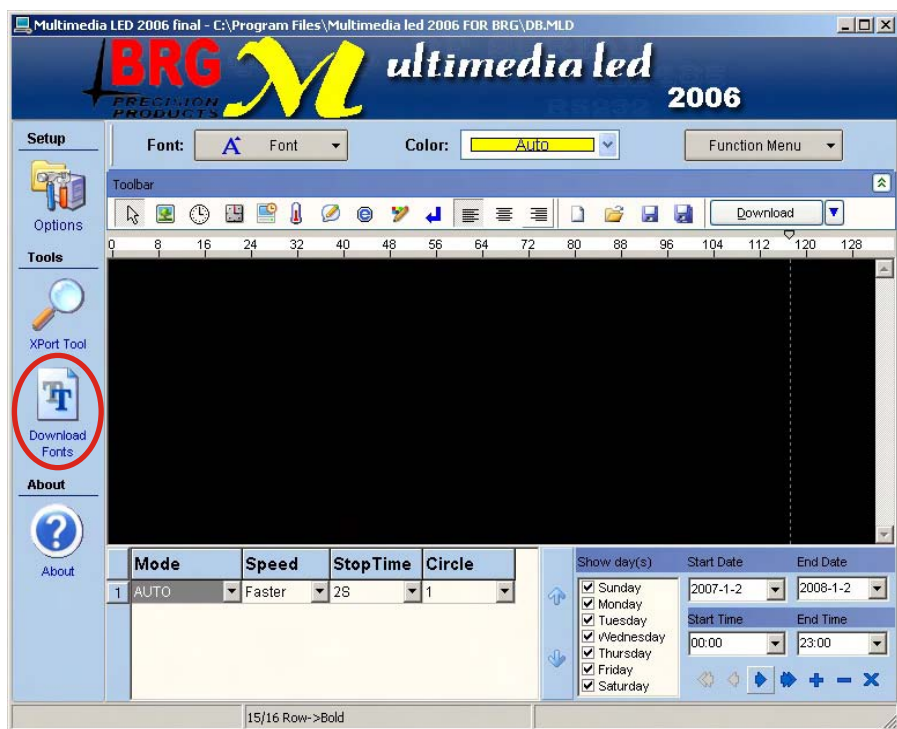 Multimedia LED 2006 final - C:\Program Files\Multimedia led 2006 FOR BRG\DB.MLD
BRG
PRECISION
PRODUCTS
Multimedia led
2006
Setup
Options
Tools
XPort Tool
Download
Fonts
About
About
Font: A Font
Color: Auto
Function Menu
Toolbar
Download
0 8 16 24 32 40 48 56 64 72 80 88 96 104 112 120 128
Mode Speed StopTime Circle
1 AUTO Faster 2S 1
Show day(s)
Sunday
Monday
Tuesday
Wednesday
Thursday
Friday
Saturday
Start Date End Date
2007-1-2 2008-1-2
Start Time End Time
00:00 23:00
15/16 Row->Bold